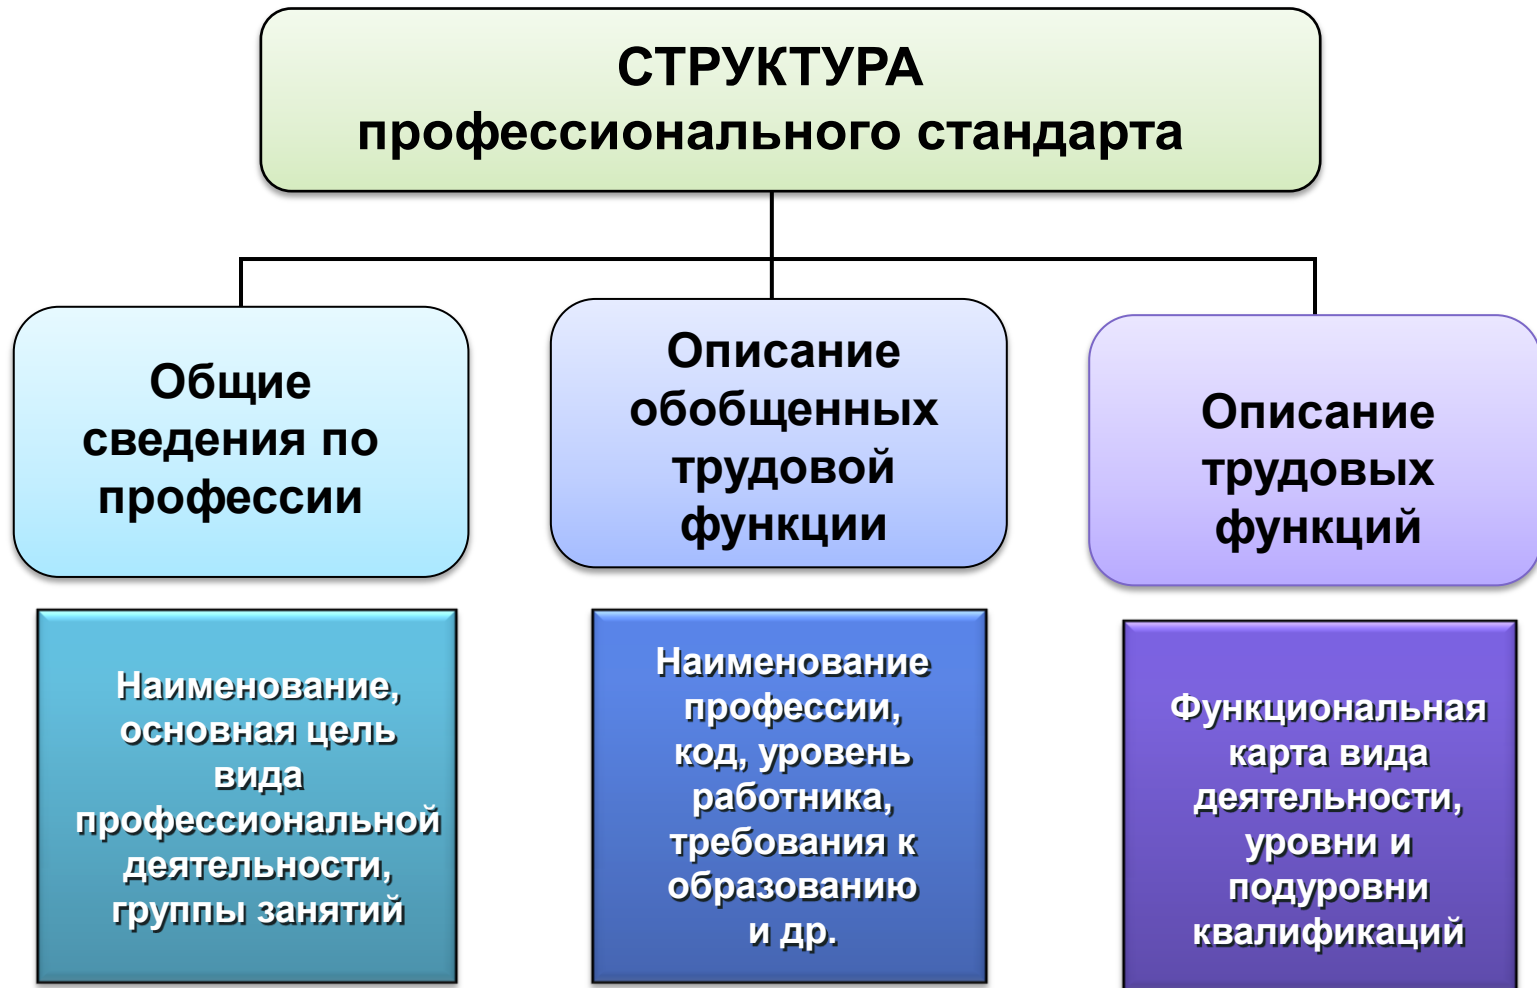 СТРУКТУРА
профессионального стандарта
Общие
сведения по
профессии
Описание
обобщенных
трудовой
функции
Описание
трудовых
функций
Наименование,
основная цель
вида
профессиональной
деятельности,
группы занятий
Наименование
профессии,
код, уровень
работника,
требования к
образованию
и др.
Функциональная
карта вида
деятельности,
уровни и
подуровни
квалификаций